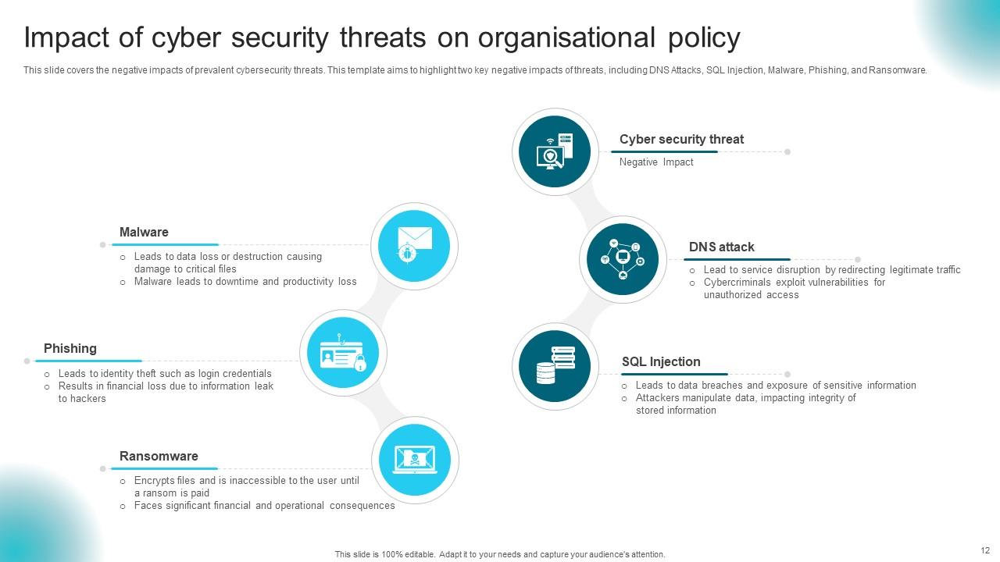 Impact of cyber security threats on organisational policy
This slide covers the negative impacts of prevalent cybersecurity threats. This template aims to highlight two key negative impacts of threats, including DNS Attacks, SQL Injection, Malware, Phishing, and Ransomware.
Cyber security threat
Negative Impact
Malware
o Leads to data loss or destruction causing
damage to critical files
o Malware leads to downtime and productivity loss
DNS attack
o Lead to service disruption by redirecting legitimate traffic
o Cybercriminals exploit vulnerabilities for
unauthorized access
Phishing
o Leads to identity theft such as login credentials
o Results in financial loss due to information leak
to hackers
SQL Injection
o Leads to data breaches and exposure of sensitive information
o Attackers manipulate data, impacting integrity of
stored information
Ransomware
o Encrypts files and is inaccessible to the user until
a ransom is paid
o Faces significant financial and operational consequences
This slide is 100% editable. Adapt it to your needs and capture your audience's attention.
12